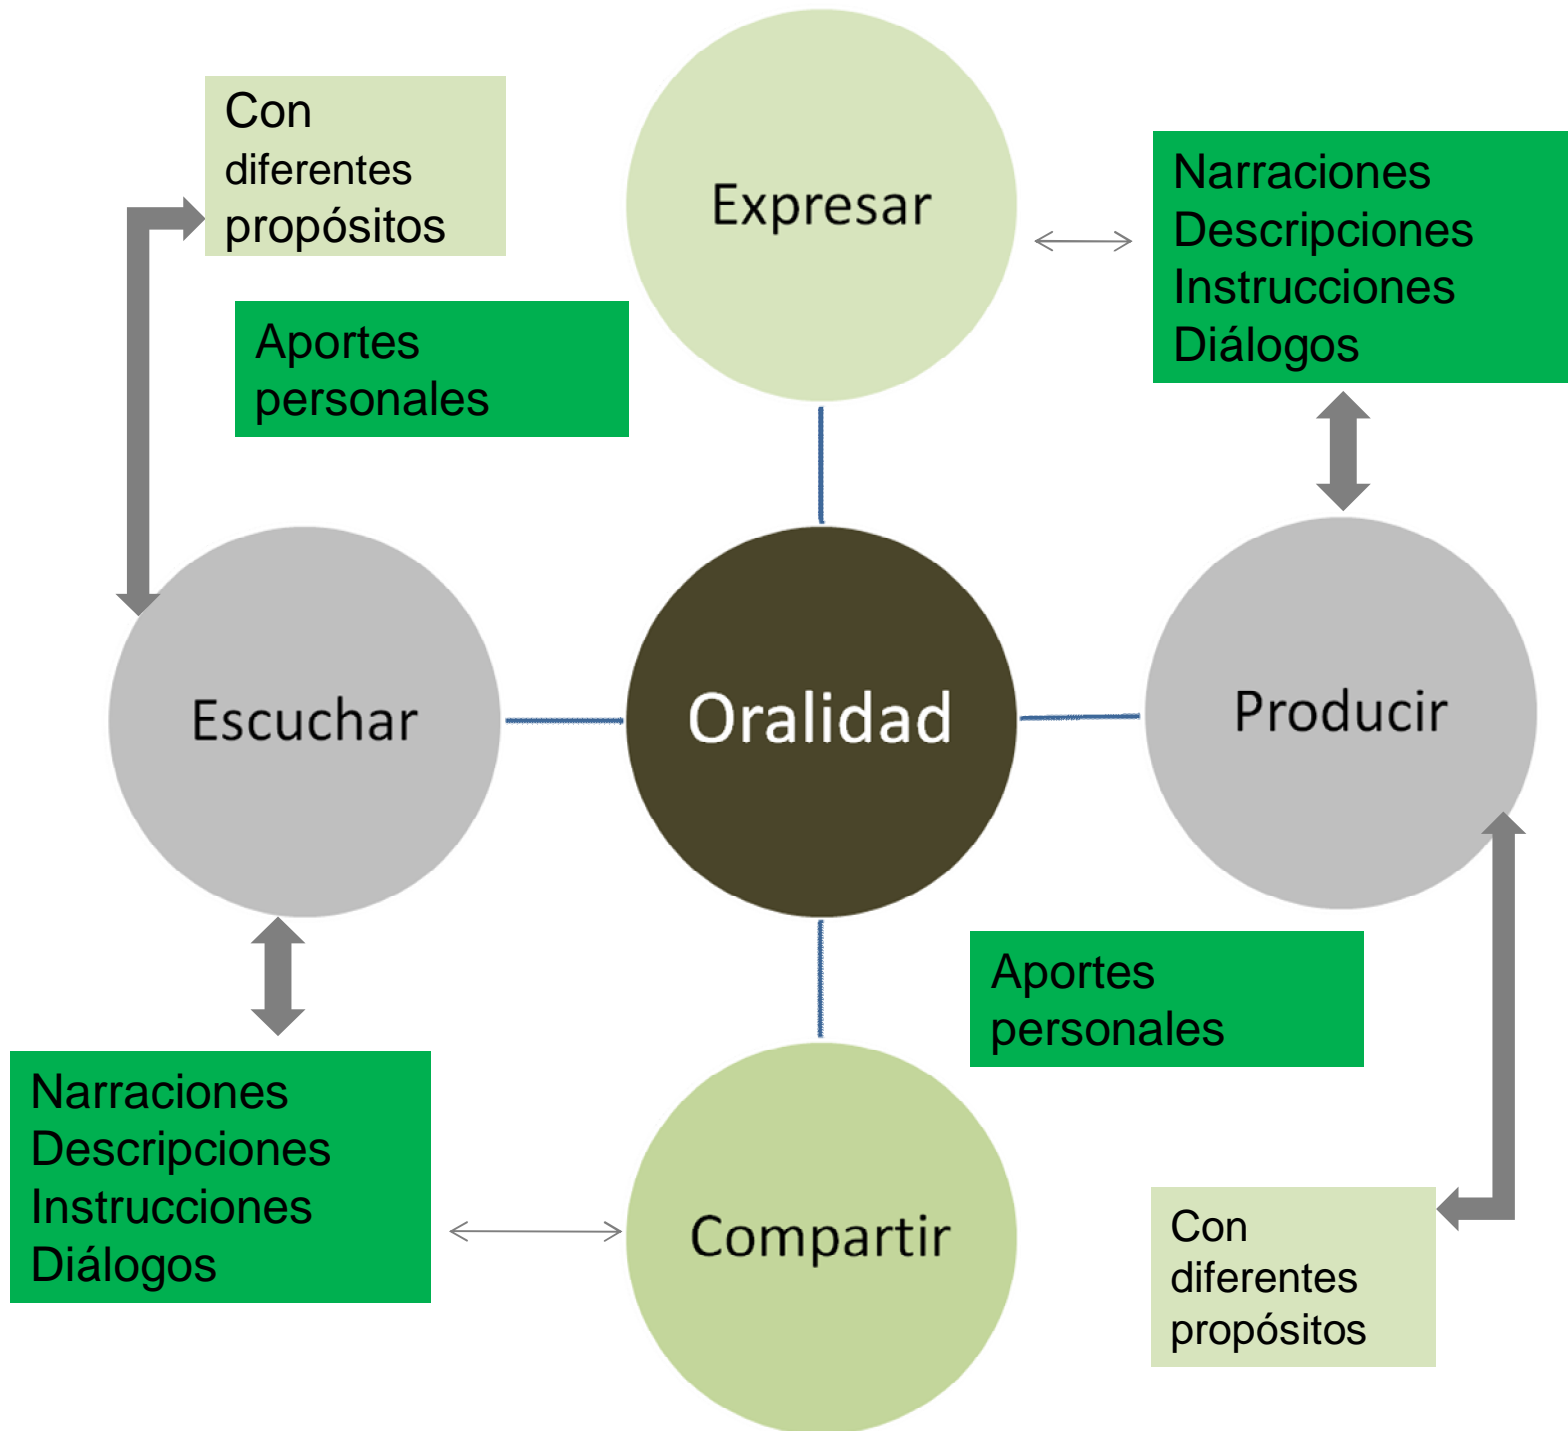 Con
diferentes
propósitos
Expresar
Narraciones
Descripciones
Instrucciones
Diálogos
Aportes
personales
Escuchar
Oralidad
Producir
Aportes
personales
Narraciones
Descripciones
Instrucciones
Diálogos
Compartir
Con
diferentes
propósitos